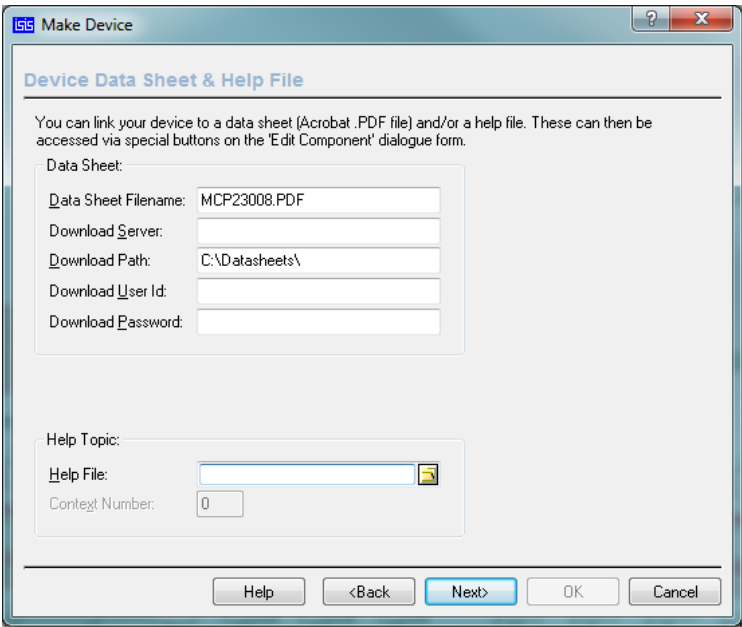 isis Make Device
Device Data Sheet & Help File
You can link your device to a data sheet (Acrobat .PDF file) and/or a help file. These can then be
accessed via special buttons on the 'Edit Component' dialogue form.
Data Sheet:
Data Sheet Filename: MCP23008.PDF
Download Server:
Download Path: C:\Datasheets\
Download User Id:
Download Password:
Help Topic:
Help File:
Context Number: 0
Help <Back Next> OK Cancel